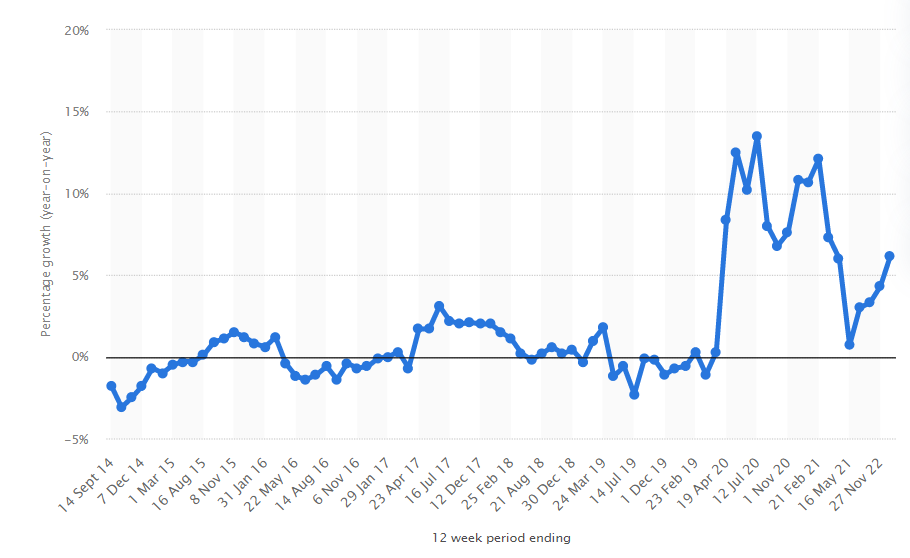 20%
15%
10%
5%
0%
−5%
Percentage growth (year-on-year)
14 Sept 14
7 Dec 14
1 Mar 15
16 Aug 15
8 Nov 15
31 Jan 16
22 May 16
14 Aug 16
6 Nov 16
29 Jan 17
23 Apr 17
16 Jul 17
12 Dec 17
25 Feb 18
21 Aug 18
30 Dec 18
24 Mar 19
14 Jul 19
1 Dec 19
23 Feb 19
19 Apr 20
12 Jul 20
1 Nov 20
21 Feb 21
16 May 21
27 Nov 22
12 week period ending